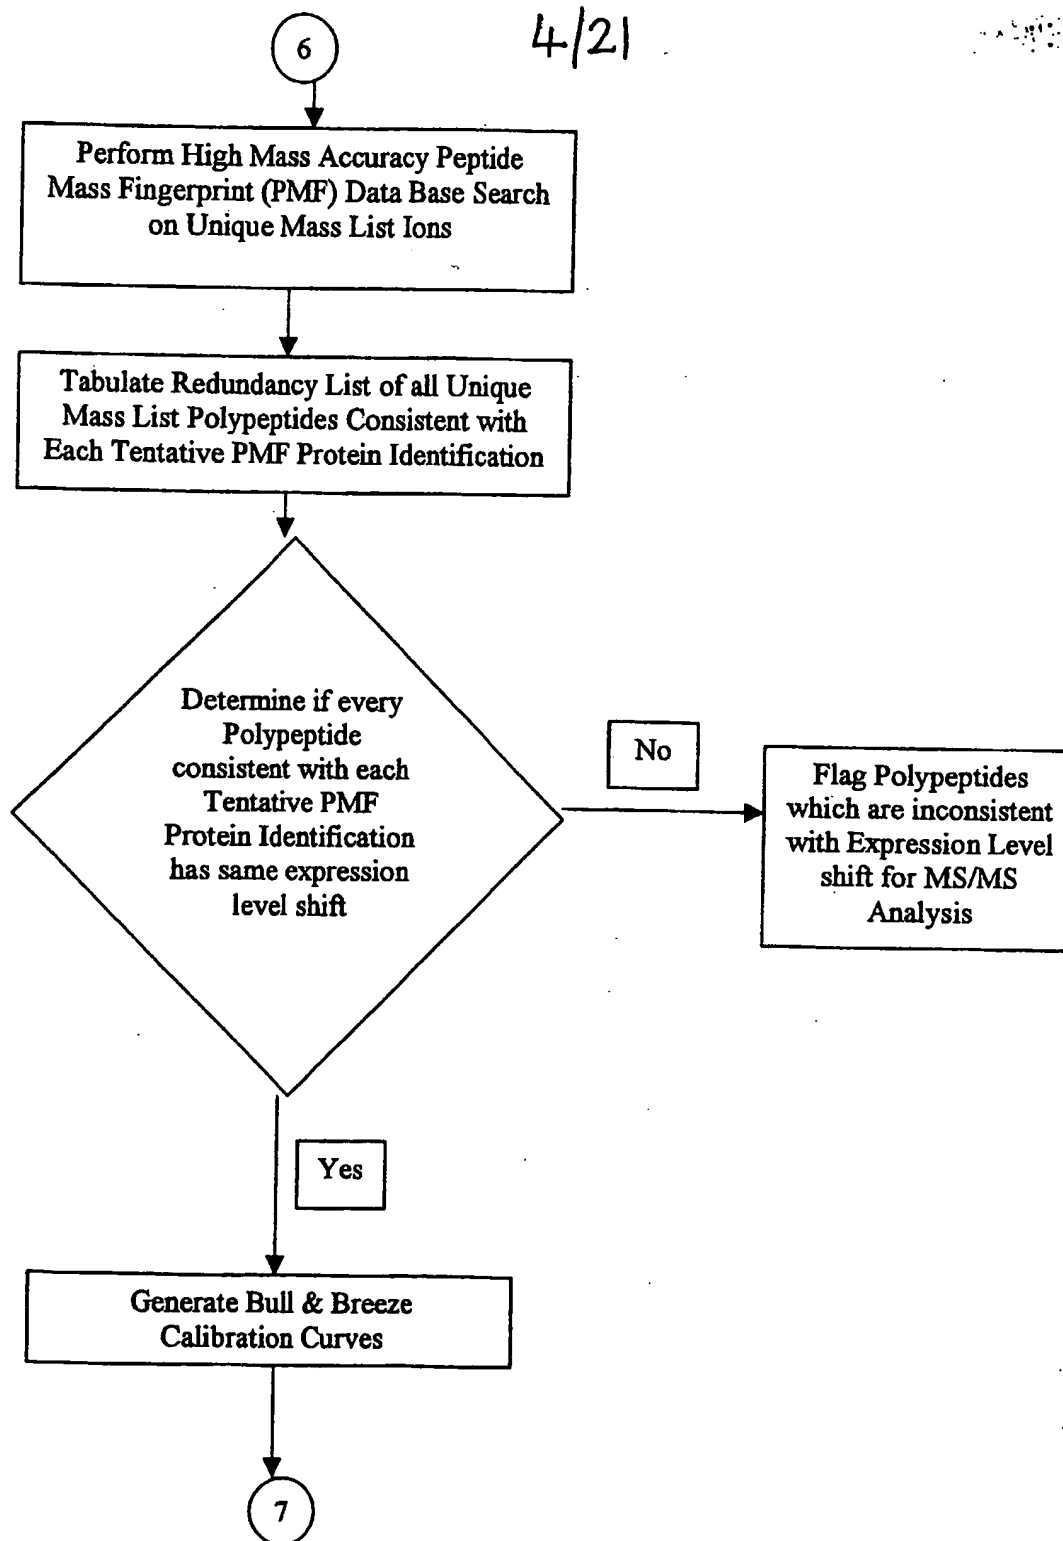 4/21
6
Perform High Mass Accuracy Peptide
Mass Fingerprint (PMF) Data Base Search
on Unique Mass List Ions
Tabulate Redundancy List of all Unique
Mass List Polypeptides Consistent with
Each Tentative PMF Protein Identification
Determine if every
Polypeptide
consistent with each
Tentative PMF
Protein Identification
has same expression
level shift
No
Flag Polypeptides
which are inconsistent
with Expression Level
shift for MS/MS
Analysis
Yes
Generate Bull & Breeze
Calibration Curves
7